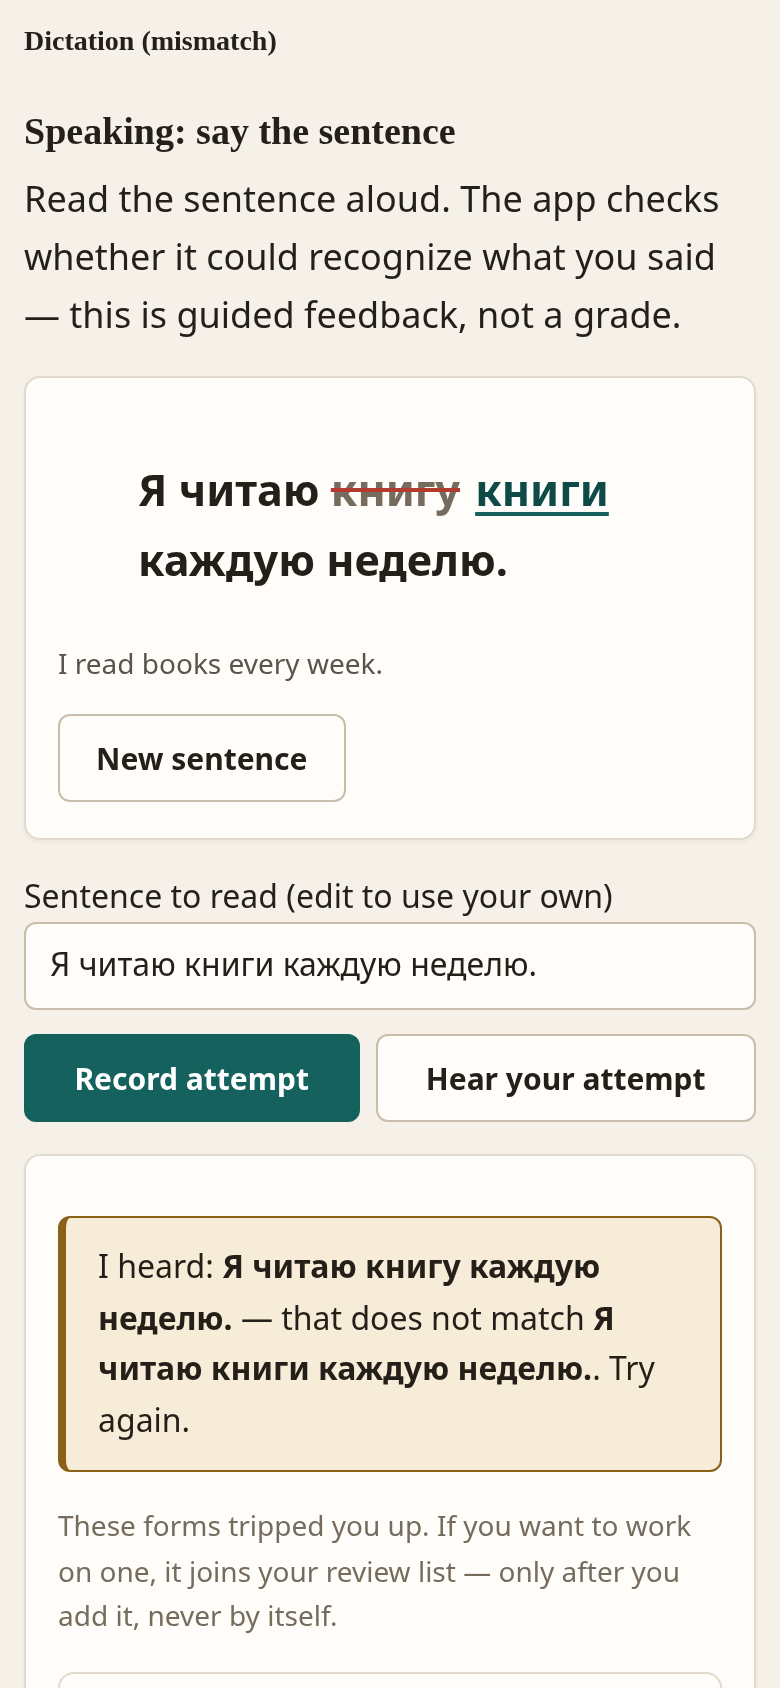 Dictation (mismatch)
Speaking: say the sentence
Read the sentence aloud. The app checks
whether it could recognize what you said
— this is guided feedback, not a grade.
Я читаю книгу книги
каждую неделю.
I read books every week.
New sentence
Sentence to read (edit to use your own)
Я читаю книги каждую неделю.
Record attempt
Hear your attempt
I heard: Я читаю книгу каждую
неделю. — that does not match Я
читаю книги каждую неделю.. Try
again.
These forms tripped you up. If you want to work
on one, it joins your review list — only after you
add it, never by itself.